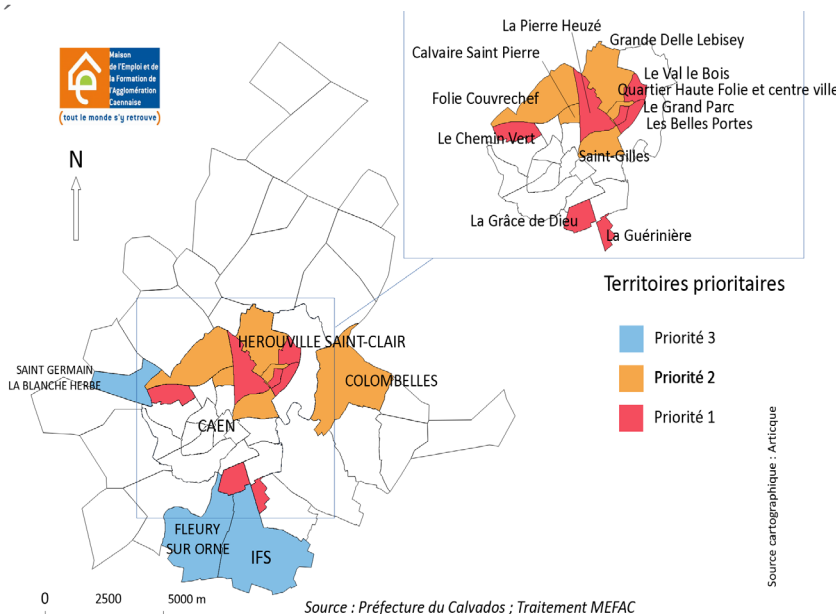 Maison
de l'Emploi et de
la Formation de
l'Agglomération
Caennaise
(tout le monde s'y retrouve)
La Pierre Heuzé
Grande Delle Lebisey
Calvaire Saint Pierre
Le Val le Bois
Quartier Haute Folie et centre ville
Folie Couvrechef
Le Grand Parc
Les Belles Portes
Le Chemin Vert
Saint-Gilles
La Grâce de Dieu
La Guérinière
N
Territoires prioritaires
Priorité 3
Priorité 2
Priorité 1
HEROUVILLE SAINT-CLAIR
SAINT GERMAIN
LA BLANCHE HERBE
COLOMBELLES
CAEN
FLEURY
SUR ORNE
IFS
Source cartographique : Articque
0 2500 5000 m
Source : Préfecture du Calvados ; Traitement MEFAC